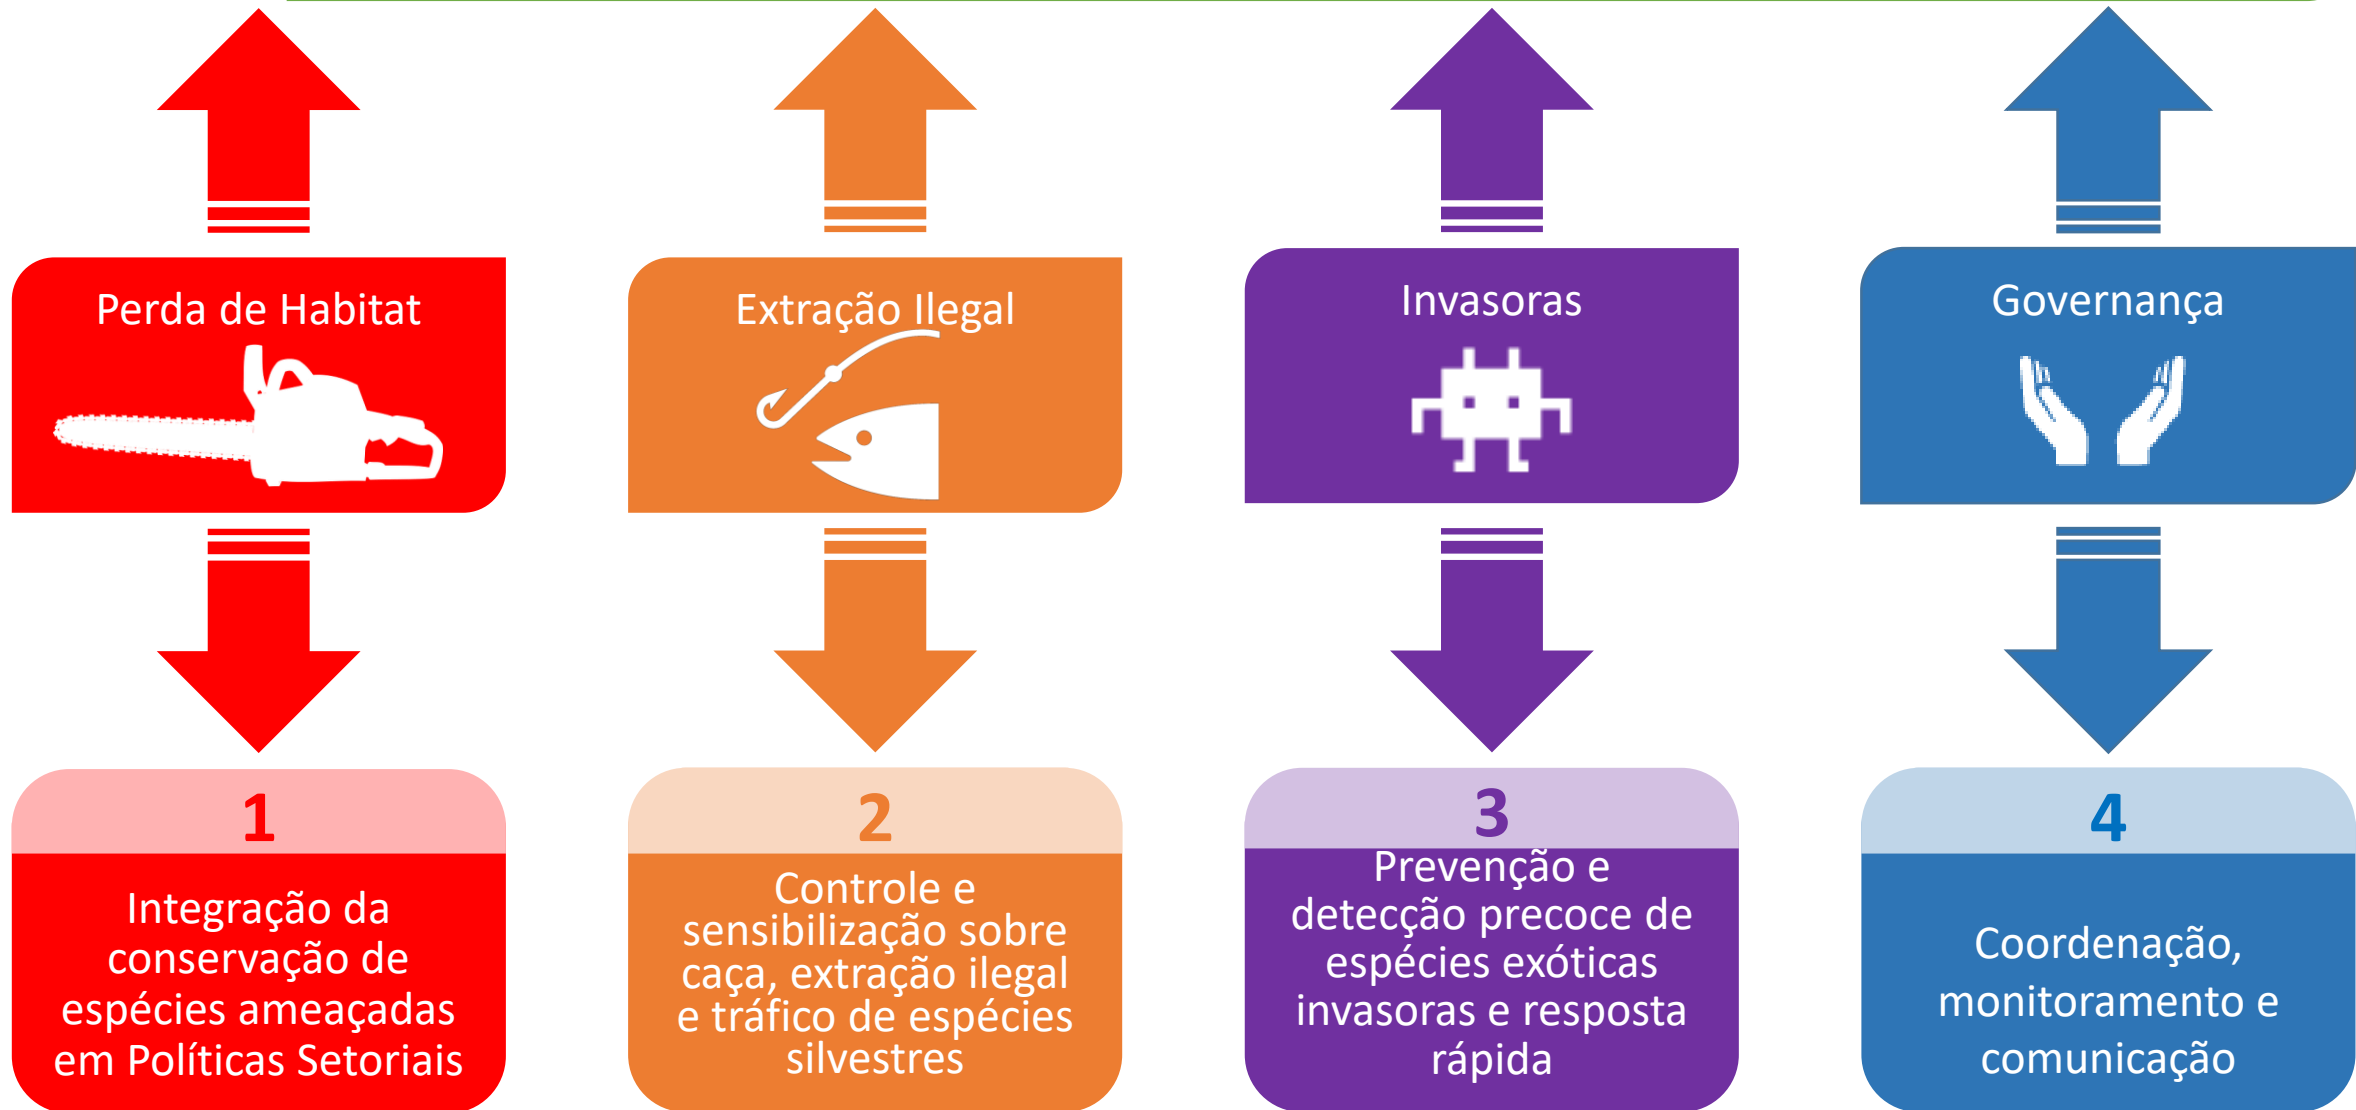 Perda de Habitat
Extração Ilegal
Invasoras
Governança
1
Integração da
conservação de
espécies ameaçadas
em Políticas Setoriais
2
Controle e
sensibilização sobre
caça, extração ilegal
e tráfico de espécies
silvestres
3
Prevenção e
detecção precoce de
espécies exóticas
invasoras e resposta
rápida
4
Coordenação,
monitoramento e
comunicação